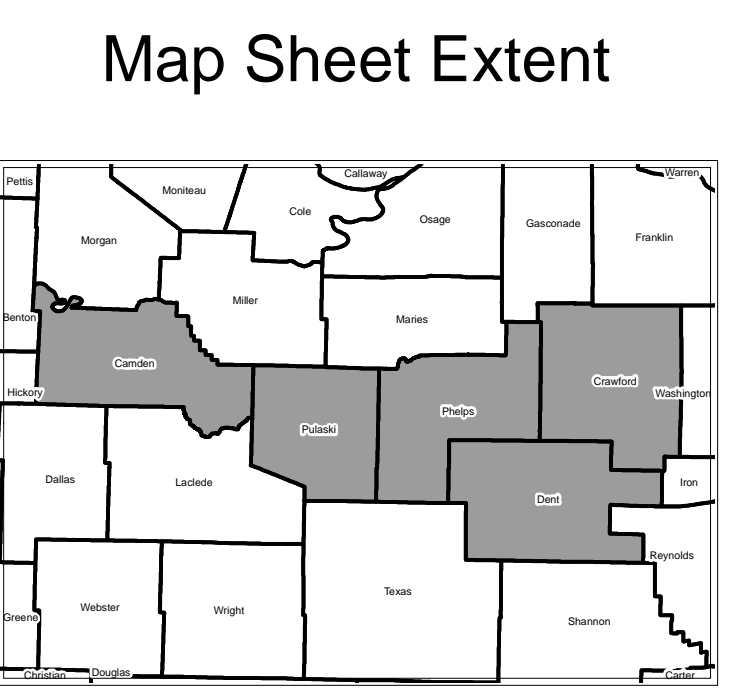 Map Sheet Extent
Callaway
Warren
Pettis
Moniteau
Cole
Osage
Gasconade
Franklin
Morgan
Miller
Benton
Maries
Camden
Crawford
Hickory
Washington
Phelps
Pulaski
Dallas
Laclede
Iron
Dent
Reynolds
Texas
Webster
Wright
Greene
Shannon
Christian
Douglas
Carter